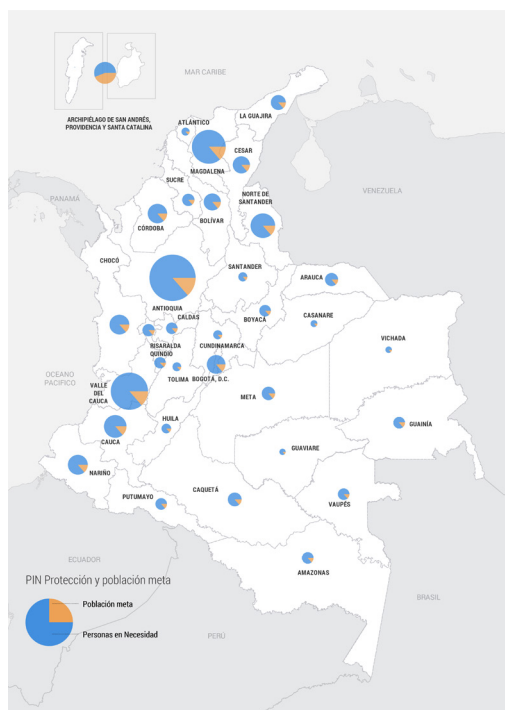 MAR CARIBE
ARCHIPIÉLAGO DE SAN ANDRÉS,
PROVIDENCIA Y SANTA CATALINA
LA GUAJIRA
ATLÁNTICO
CESAR
MAGDALENA
SUCRE
NORTE DE
SANTANDER
VENEZUELA
PANAMÁ
BOLÍVAR
CÓRDOBA
CHOCÓ
SANTANDER
ARAUCA
ANTIOQUIA
BOYACA
CASANARE
CALDAS
RISARALDA
CUNDINAMARCA
VICHADA
QUINDIO
OCEANO
PACIFICO
TOLIMA
BOGOTÁ, D.C.
VALLE
DEL
CAUCA
META
HUILA
GUAINÍA
CAUCA
GUAVIARE
NARIÑO
CAQUETÁ
VAUPÉS
PUTUMAYO
ECUADOR
AMAZONAS
PIN Protección y población meta
BRASIL
Población meta
Personas en Necesidad
PERÚ